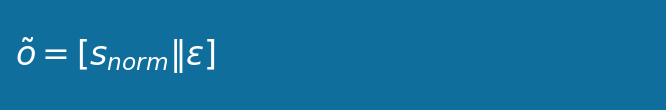 õ = [s_norm‖ε]